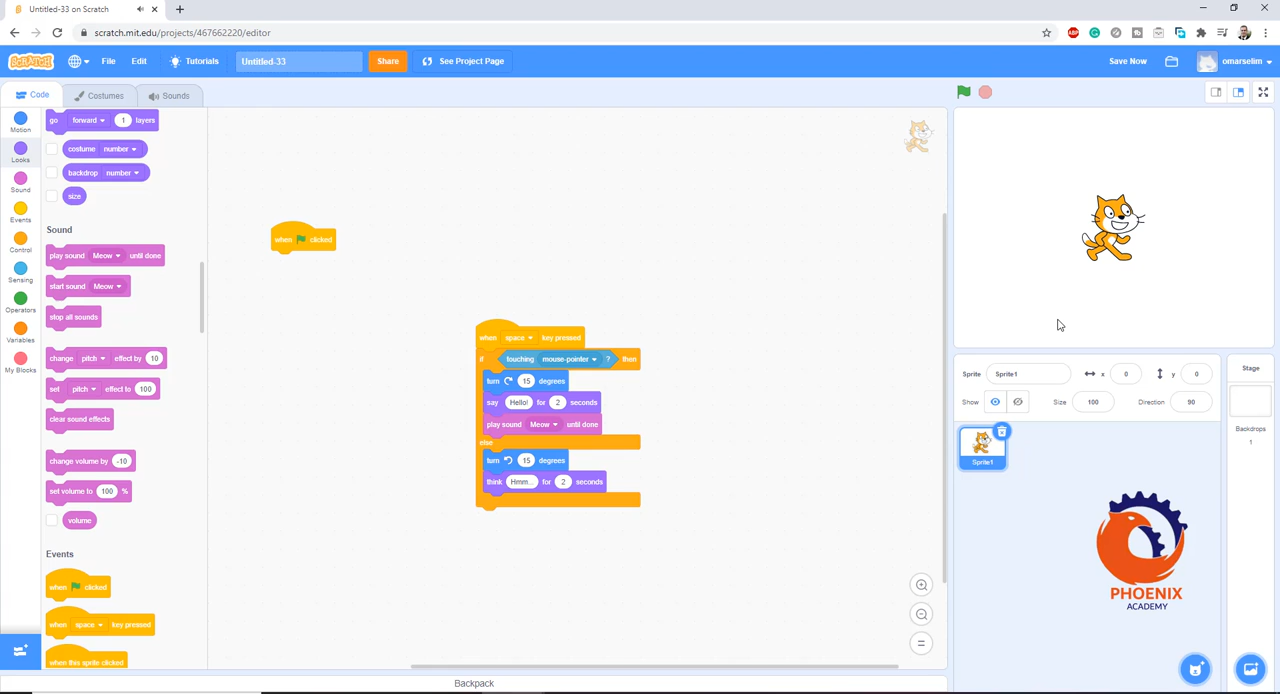 Untitled-33 on Scratch
scratch.mit.edu/projects/467662220/editor
ABP
SCRATCH
File
Edit
Tutorials
Untitled-33
Share
See Project Page
Save Now
omarselim
Code
Costumes
Sounds
Motion
Looks
Sound
Events
Control
Sensing
Operators
Variables
My Blocks
go forward 1 layers
costume number
backdrop number
size
Sound
play sound Meow until done
start sound Meow
stop all sounds
change pitch effect by 10
set pitch effect to 100
clear sound effects
change volume by -10
set volume to 100 %
volume
Events
when clicked
when space key pressed
when this sprite clicked
when clicked
when space key pressed
if touching mouse-pointer ? then
turn 15 degrees
say Hello! for 2 seconds
play sound Meow until done
else
turn 15 degrees
think Hmm... for 2 seconds
Backpack
Sprite Sprite1 x 0 y 0
Show Size 100 Direction 90
Sprite1
Stage
Backdrops
1
PHOENIX
ACADEMY